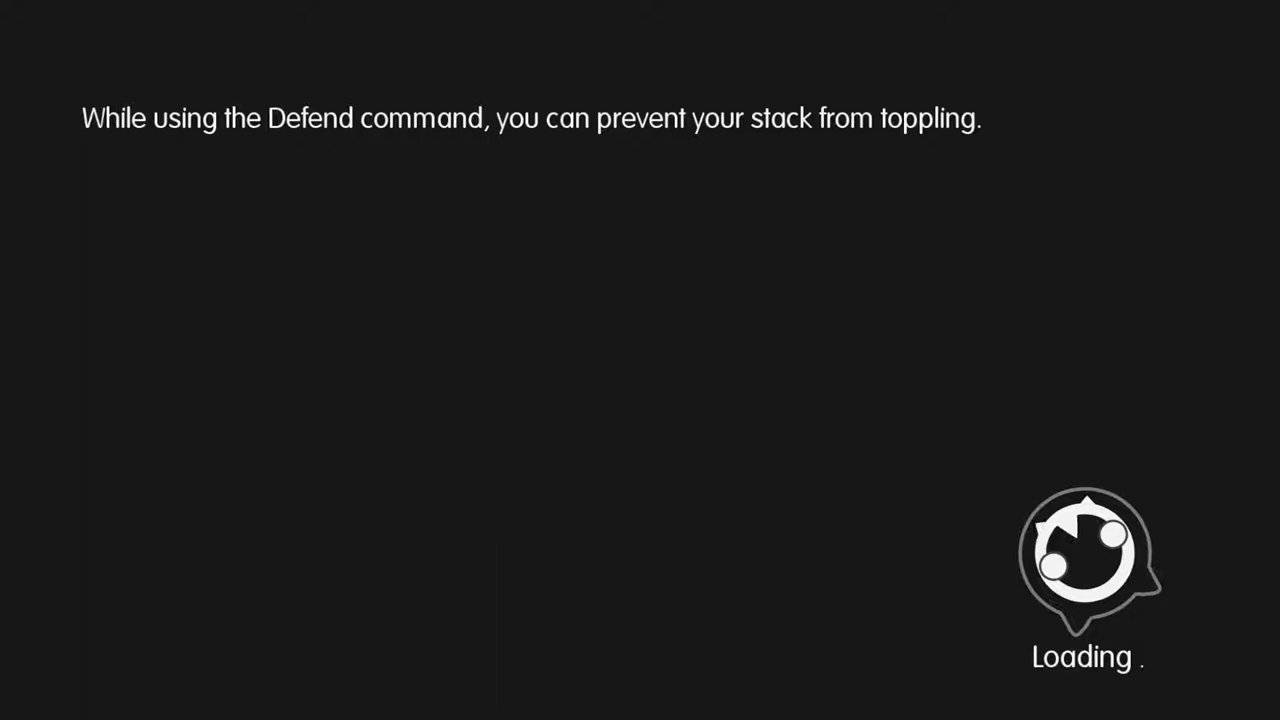 While using the Defend command, you can prevent your stack from toppling.
Loading .